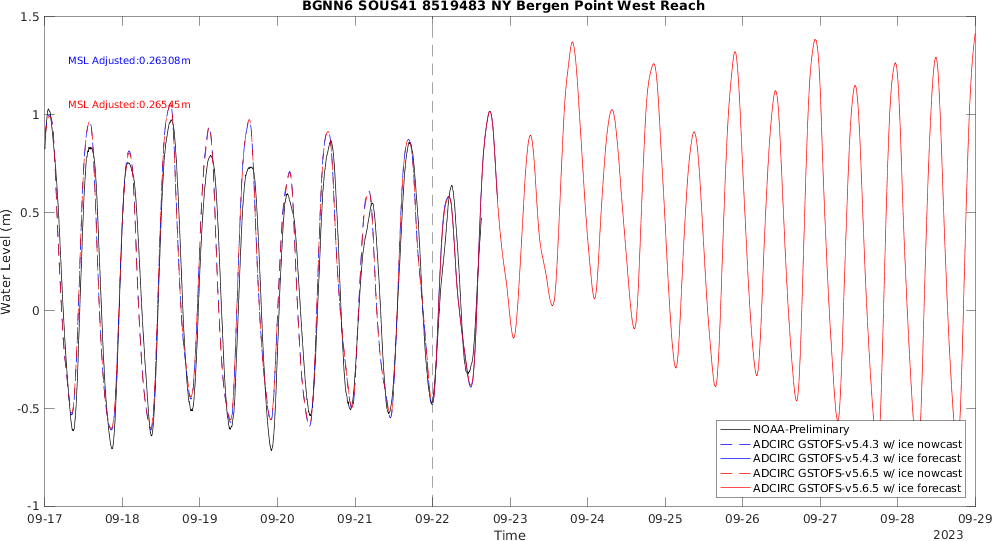 BGNN6 SOUS41 8519483 NY Bergen Point West Reach
1.5
MSL Adjusted:0.26308m
MSL Adjusted:0.26545m
1
0.5
0
-0.5
-1
Water Level (m)
NOAA-Preliminary
ADCIRC GSTOFS-v5.4.3 w/ ice nowcast
ADCIRC GSTOFS-v5.4.3 w/ ice forecast
ADCIRC GSTOFS-v5.6.5 w/ ice nowcast
ADCIRC GSTOFS-v5.6.5 w/ ice forecast
09-17 09-18 09-19 09-20 09-21 09-22 09-23 09-24 09-25 09-26 09-27 09-28 09-29
Time
2023